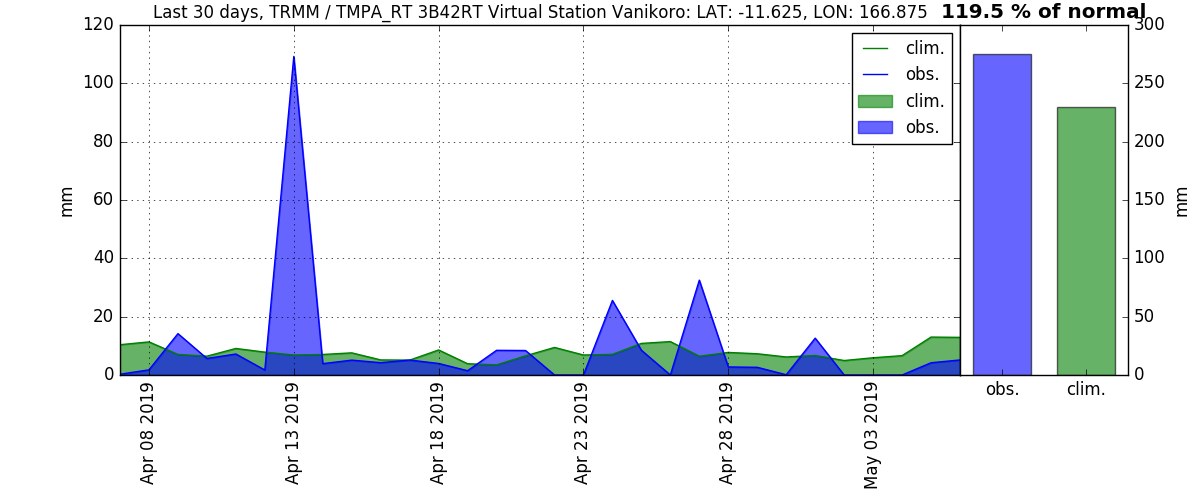 Last 30 days, TRMM / TMPA_RT 3B42RT Virtual Station Vanikoro: LAT: -11.625, LON: 166.875 119.5 % of normal
120
100
80
60
40
20
0
mm
clim.
obs.
clim.
obs.
300
250
200
150
100
50
0
mm
obs.
clim.
Apr 08 2019
Apr 13 2019
Apr 18 2019
Apr 23 2019
Apr 28 2019
May 03 2019